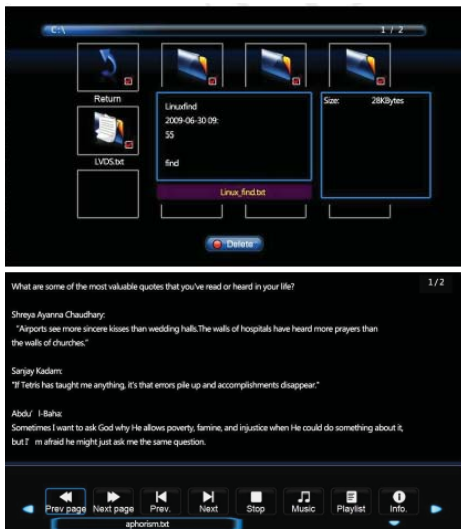 C:\
1 / 2
Return
Linuxfind
2009-06-30 09:
55
find
Size: 28KBytes
LVDS.txt
Linux_find.txt
Delete
What are some of the most valuable quotes that you've read or heard in your life?
1/2
Shreya Ayanna Chaudhary:
"Airports see more sincere kisses than wedding halls.The walls of hospitals have heard more prayers than
the walls of churches."
Sanjay Kadam:
"If Tetris has taught me anything, it's that errors pile up and accomplishments disappear."
Abdu' l-Baha:
Sometimes I want to ask God why He allows poverty, famine, and injustice when He could do something about it,
but I' m afraid he might just ask me the same question.
Prev page Next page Prev. Next Stop Music Playlist Info.
aphorism.txt